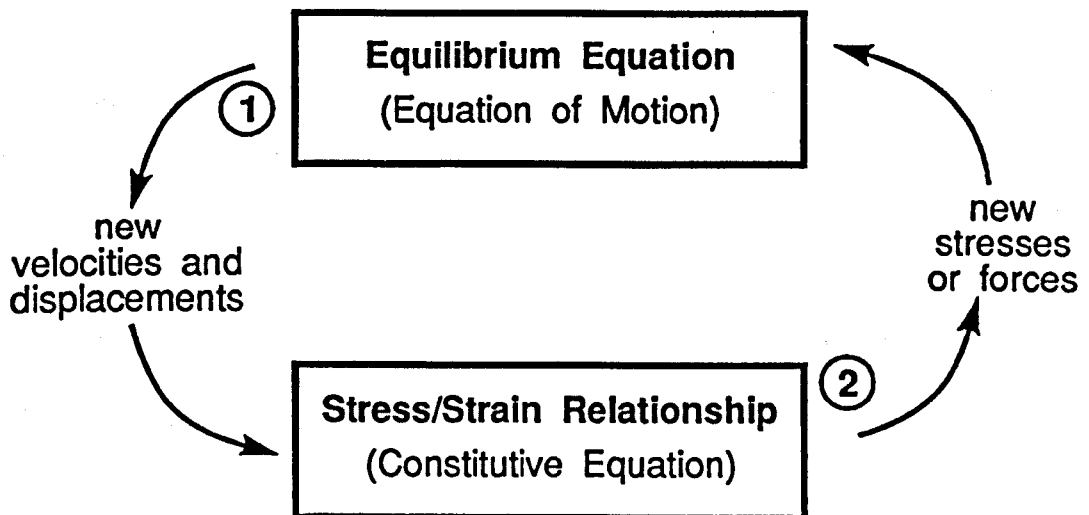 Equilibrium Equation
(Equation of Motion)
1
new
velocities and
displacements
Stress/Strain Relationship
(Constitutive Equation)
2
new
stresses
or forces